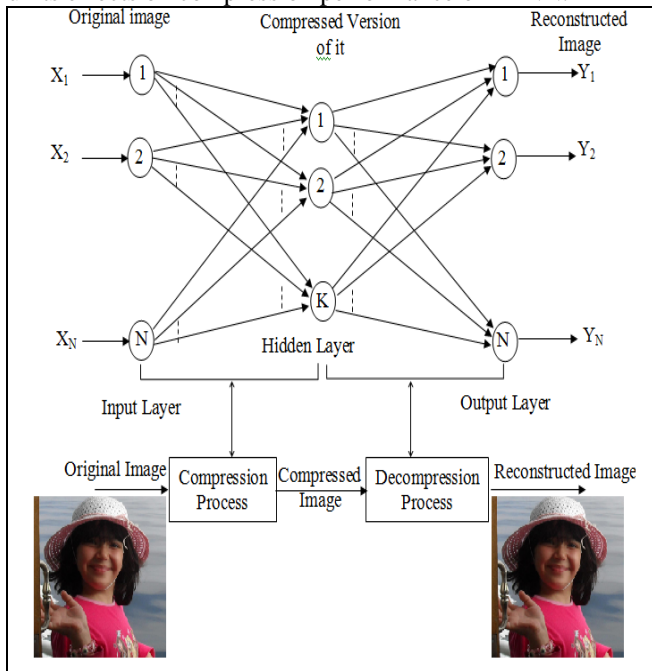 Original image
Compressed Version
of it
Reconstructed
Image
X1
1
1
1
Y1
X2
2
2
2
Y2
XN
N
K
N
YN
Hidden Layer
Input Layer
Output Layer
Original Image
Compression
Process
Compressed
Image
Decompression
Process
Reconstructed Image